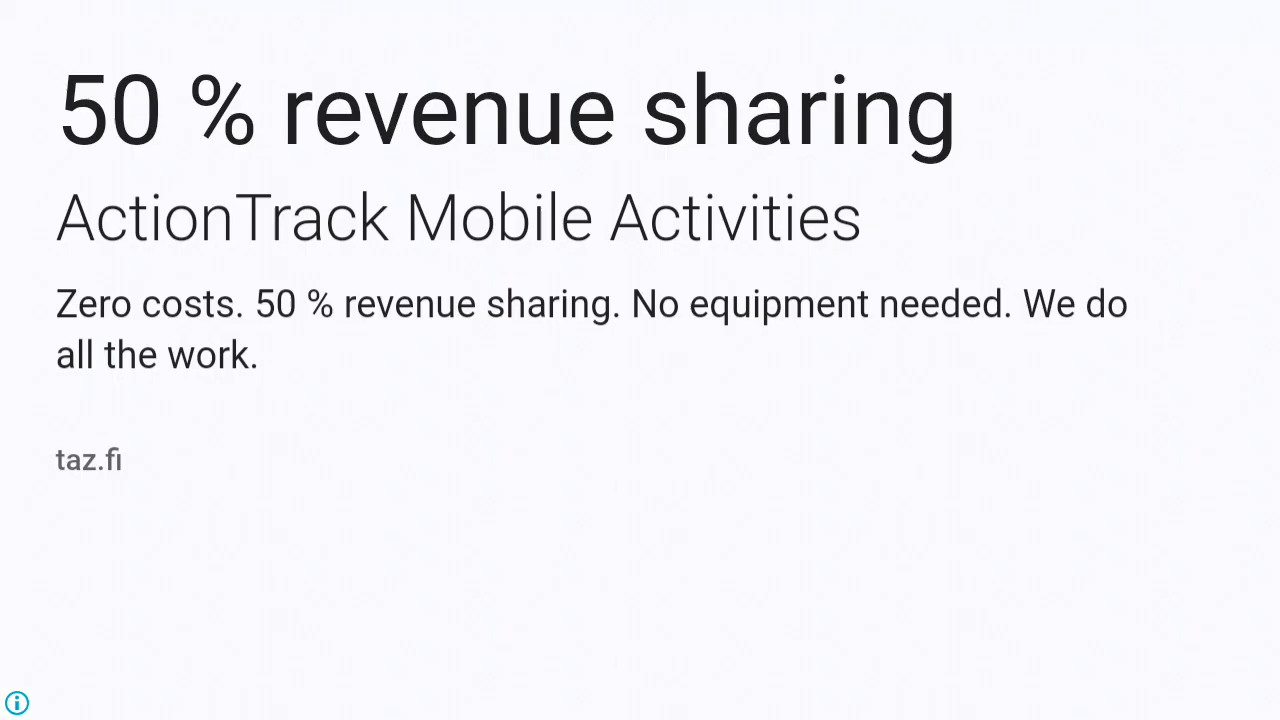 50 % revenue sharing
ActionTrack Mobile Activities
Zero costs. 50 % revenue sharing. No equipment needed. We do
all the work.
taz.fi